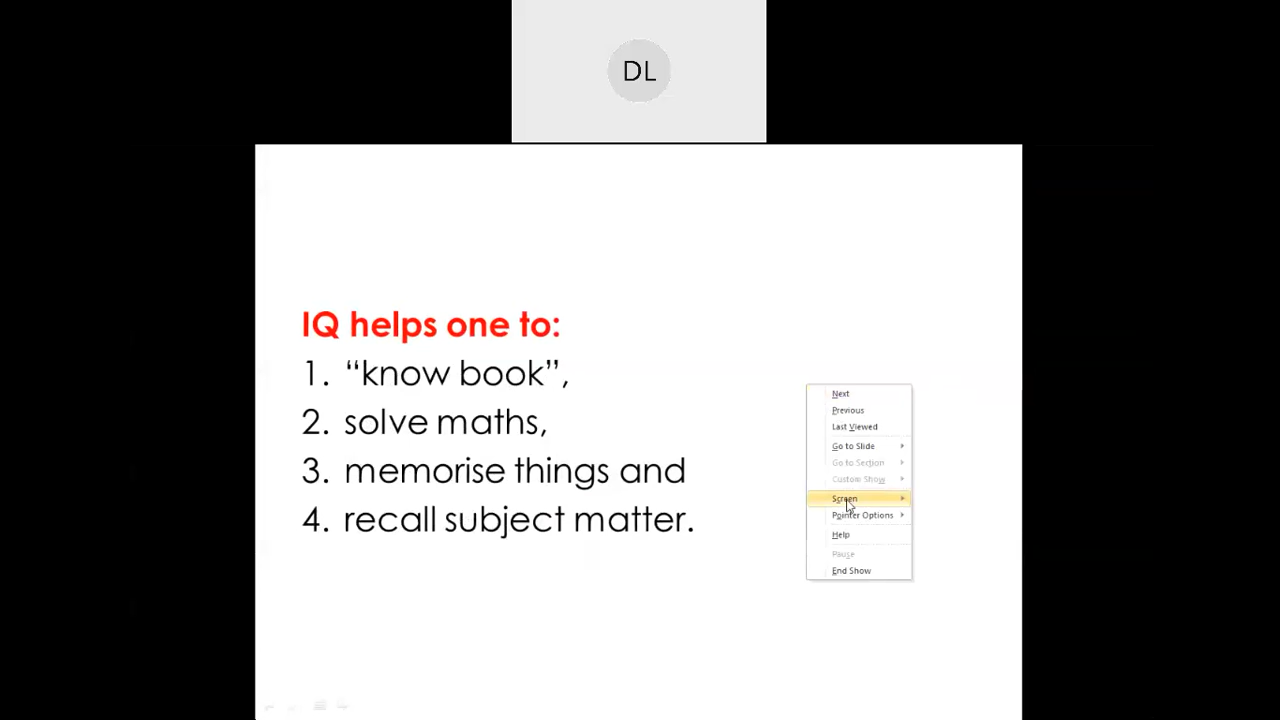 DL
IQ helps one to:
1. “know book”,
2. solve maths,
3. memorise things and
4. recall subject matter.
Next
Previous
Last Viewed
Go to Slide
Go to Section
Custom Show
Screen
Pointer Options
Help
Pause
End Show